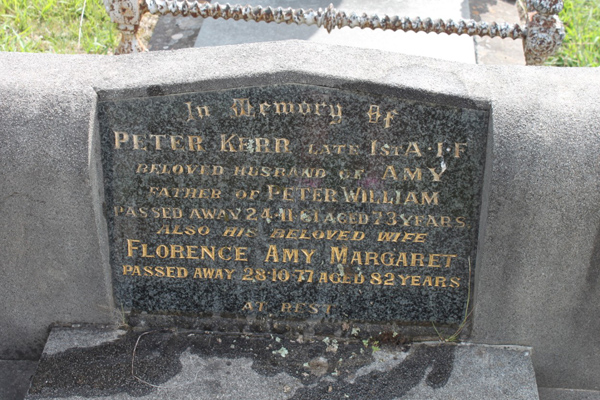 In Memory Of
PETER KERR LATE 1ST A·I·F
BELOVED HUSBAND OF AMY
FATHER OF PETER WILLIAM
PASSED AWAY 24·11·61 AGED 73 YEARS
ALSO HIS BELOVED WIFE
FLORENCE AMY MARGARET
PASSED AWAY 28·10·77 AGED 82 YEARS
AT REST